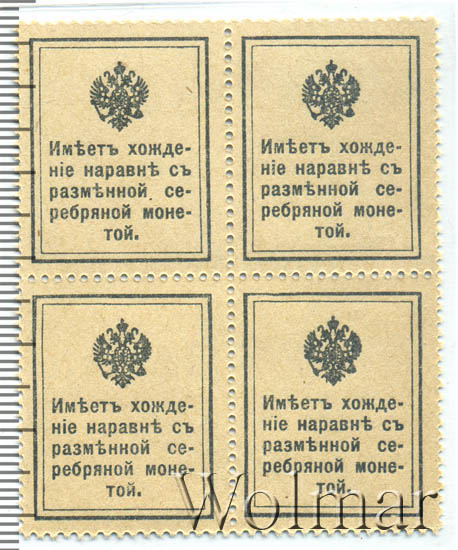 Имѣетъ хожде-
ніе наравнѣ съ
размѣнной се-
ребряной моне-
той.
Имѣетъ хожде-
ніе наравнѣ съ
размѣнной се-
ребряной моне-
той.
Имѣетъ хожде-
ніе наравнѣ съ
размѣнной се-
ребряной моне-
той.
Имѣетъ хожде-
ніе наравнѣ съ
размѣнной се-
ребряной моне-
той.
Wolmar